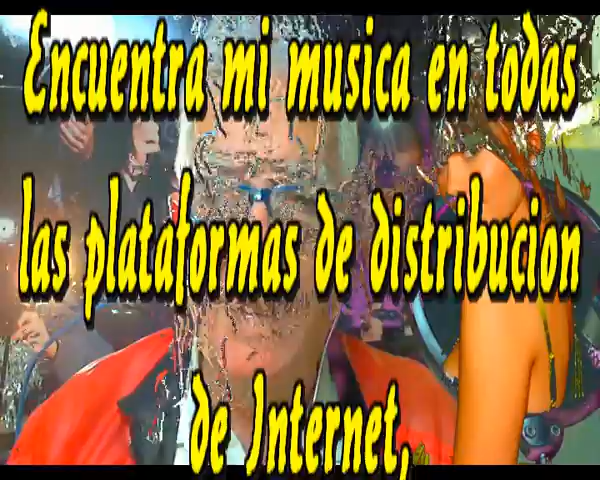 Encuentra mi musica en todas
las plataformas de distribucion
de Internet,